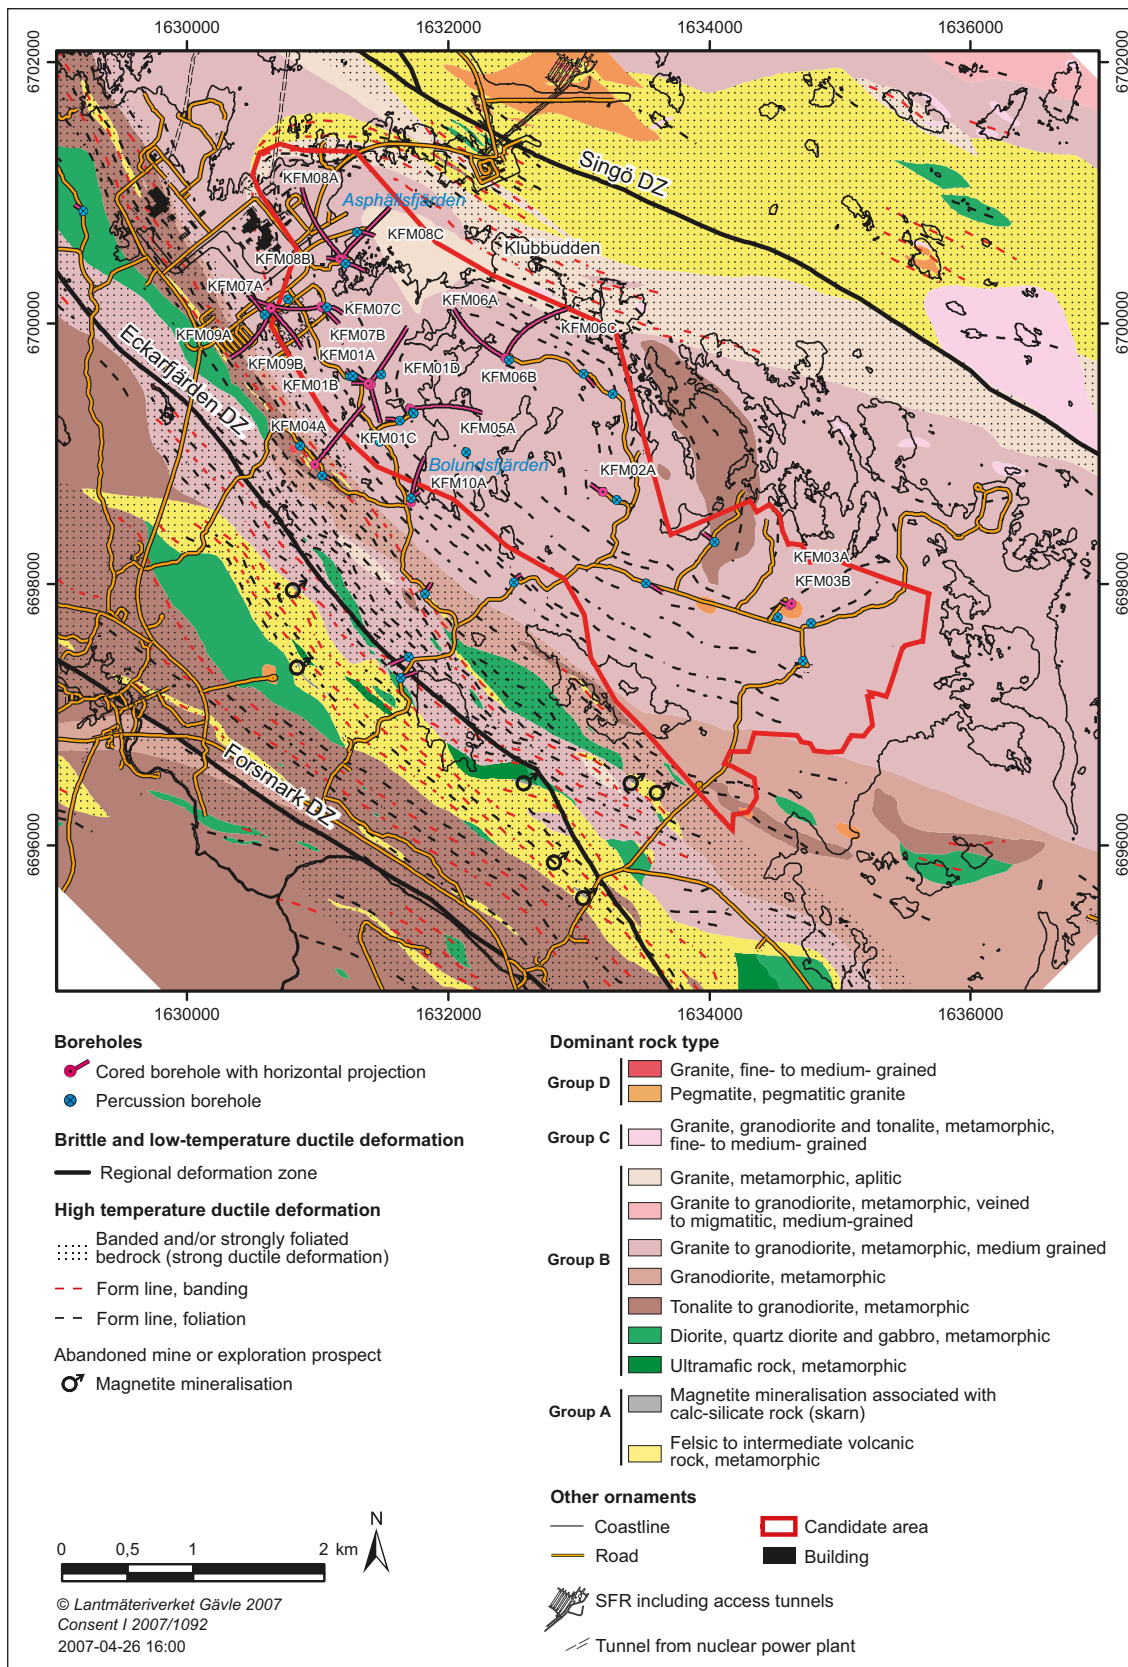 1630000
1632000
1634000
1636000
6702000
6702000
Singö DZ
KFM08A
Asphällsfjärden
KFM08C
Klubbudden
KFM08B
KFM07A
KFM06A
KFM07C
6700000
6700000
KFM09A
KFM07B
KFM06C
Eckarfjärden DZ
KFM01A
KFM09B
KFM01D
KFM06B
KFM01B
KFM04A
KFM05A
KFM01C
Bolundsfjärden
KFM02A
KFM10A
KFM03A
KFM03B
6698000
6698000
Forsmark DZ
6696000
6696000
1630000
1632000
1634000
1636000
Boreholes
Cored borehole with horizontal projection
Percussion borehole
Brittle and low-temperature ductile deformation
Regional deformation zone
High temperature ductile deformation
Banded and/or strongly foliated
bedrock (strong ductile deformation)
Form line, banding
Form line, foliation
Abandoned mine or exploration prospect
Magnetite mineralisation
Dominant rock type
Group D
Granite, fine- to medium- grained
Pegmatite, pegmatitic granite
Group C
Granite, granodiorite and tonalite, metamorphic,
fine- to medium- grained
Group B
Granite, metamorphic, aplitic
Granite to granodiorite, metamorphic, veined
to migmatitic, medium-grained
Granite to granodiorite, metamorphic, medium grained
Granodiorite, metamorphic
Tonalite to granodiorite, metamorphic
Diorite, quartz diorite and gabbro, metamorphic
Ultramafic rock, metamorphic
Group A
Magnetite mineralisation associated with
calc-silicate rock (skarn)
Felsic to intermediate volcanic
rock, metamorphic
Other ornaments
Coastline
Candidate area
Road
Building
SFR including access tunnels
Tunnel from nuclear power plant
N
0 0,5 1 2 km
© Lantmäteriverket Gävle 2007
Consent I 2007/1092
2007-04-26 16:00